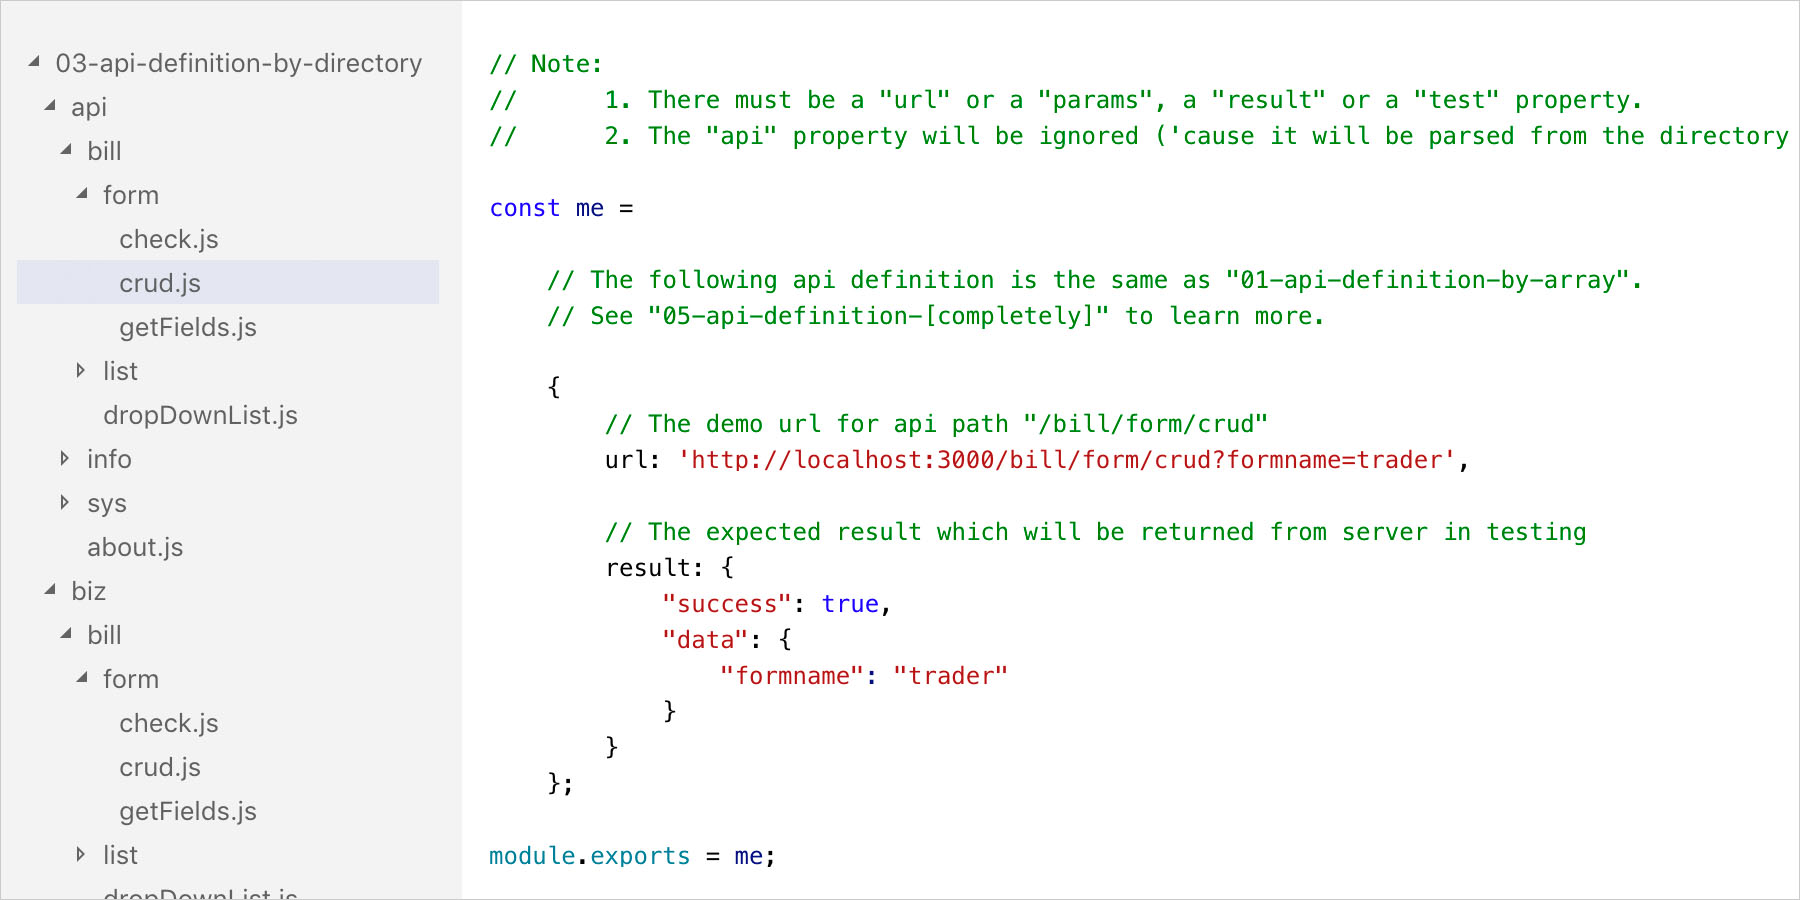 03-api-definition-by-directory
api
bill
form
check.js
crud.js
getFields.js
list
dropDownList.js
info
sys
about.js
biz
bill
form
check.js
crud.js
getFields.js
list
dropDownList.js
// Note:
//      1. There must be a "url" or a "params", a "result" or a "test" property.
//      2. The "api" property will be ignored ('cause it will be parsed from the directory
const me =
    // The following api definition is the same as "01-api-definition-by-array".
    // See "05-api-definition-[completely]" to learn more.
    {
        // The demo url for api path "/bill/form/crud"
        url: 'http://localhost:3000/bill/form/crud?formname=trader',
        // The expected result which will be returned from server in testing
        result: {
            "success": true,
            "data": {
                "formname": "trader"
            }
        }
    };
module.exports = me;